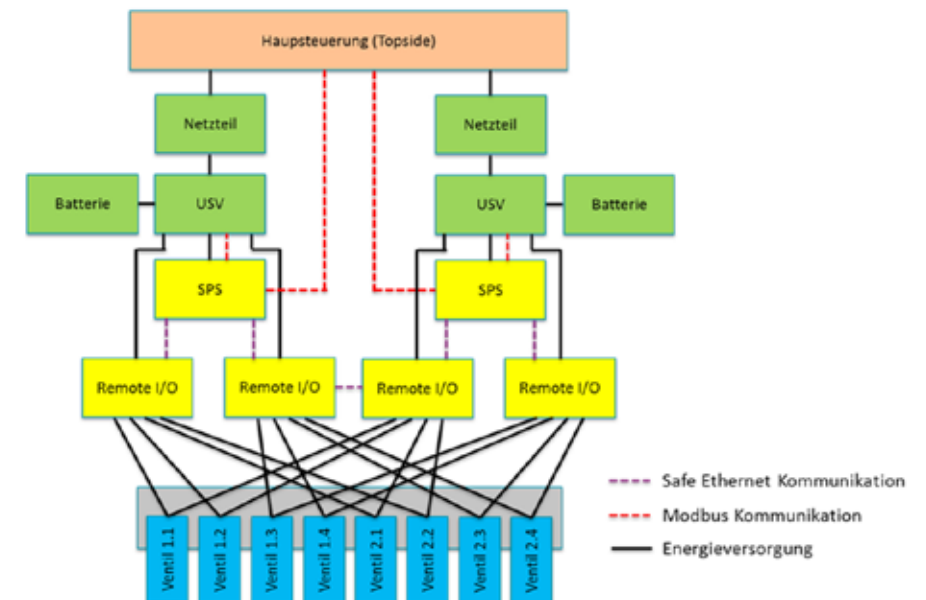 Haupsteuerung (Topside)
Netzteil
Netzteil
Batterie
USV
USV
Batterie
SPS
SPS
Remote I/O
Remote I/O
Remote I/O
Remote I/O
Safe Ethernet Kommunikation
Modbus Kommunikation
Energieversorgung
Ventil 1.1
Ventil 1.2
Ventil 1.3
Ventil 1.4
Ventil 2.1
Ventil 2.2
Ventil 2.3
Ventil 2.4